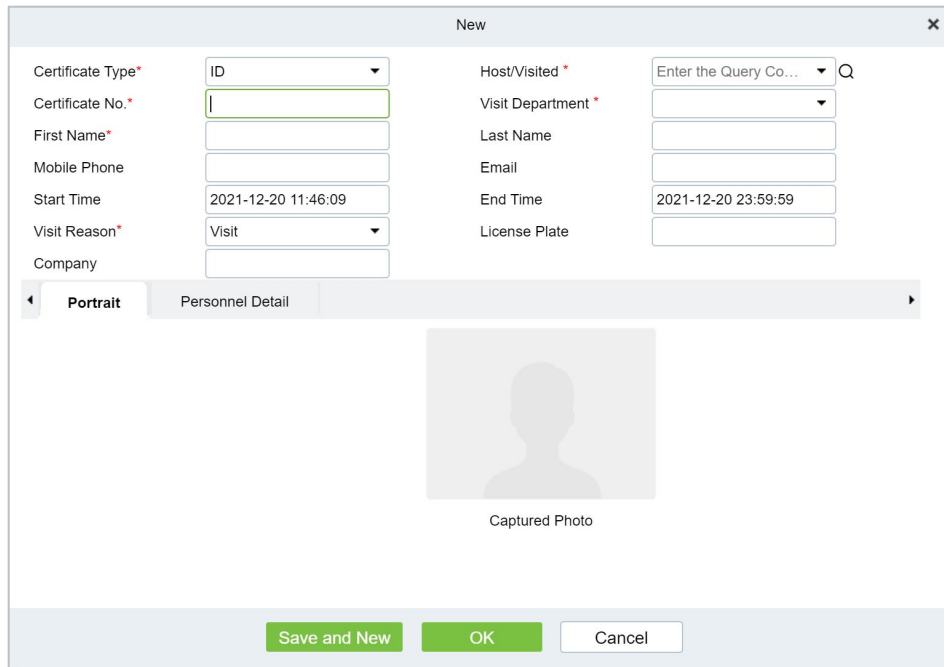 New
Certificate Type* ID Host/Visited * Enter the Query Co...
Certificate No.* Visit Department *
First Name* Last Name
Mobile Phone Email
Start Time 2021-12-20 11:46:09 End Time 2021-12-20 23:59:59
Visit Reason* Visit License Plate
Company
Portrait Personnel Detail
Captured Photo
Save and New OK Cancel